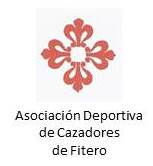 Asociación Deportiva
de Cazadores
de Fitero